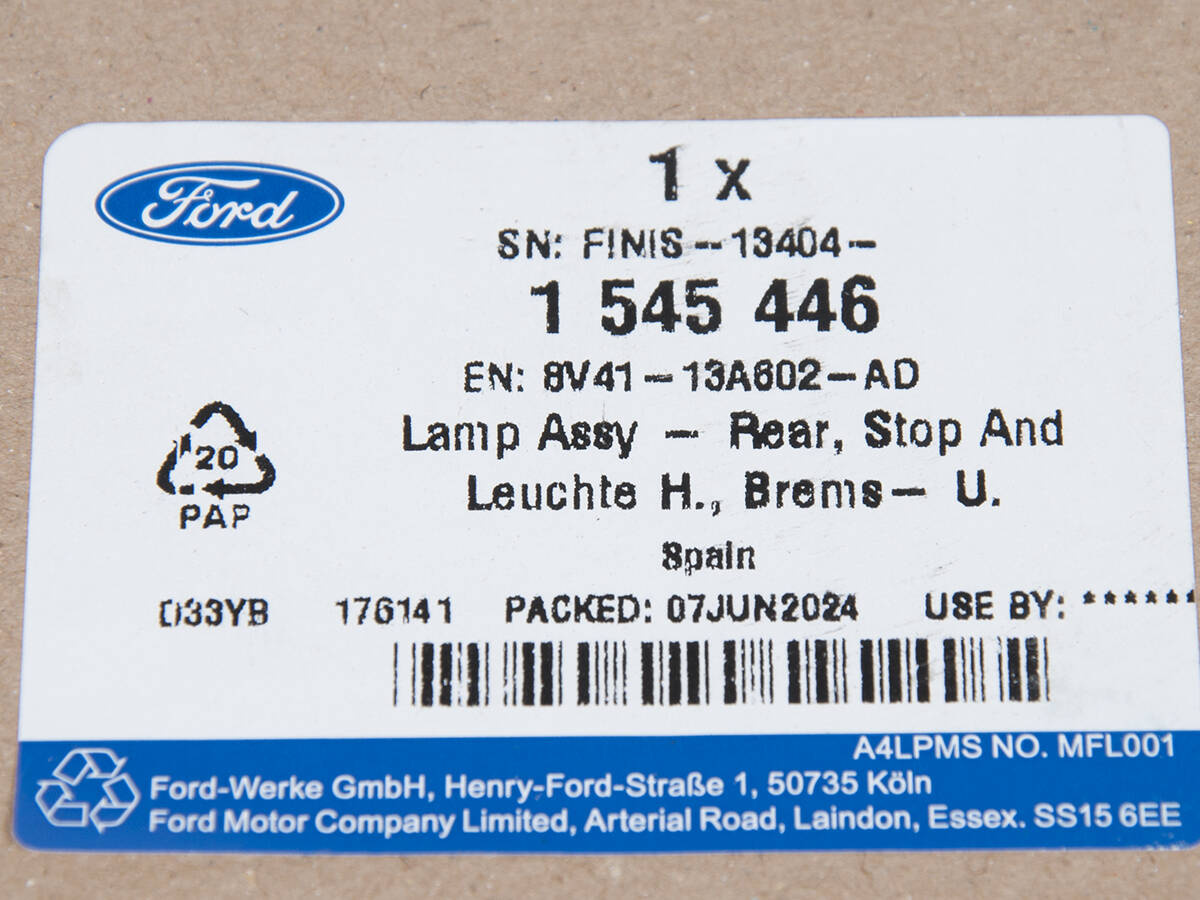 Ford
1 x
SN: FINIS-13404-
1 545 446
EN: 8V41-13A602-AD
Lamp Assy - Rear, Stop And
Leuchte H., Brems- U.
Spain
20
PAP
033YB 176141 PACKED: 07JUN2024 USE BY: ******
A4LPMS NO. MFL001
Ford-Werke GmbH, Henry-Ford-Straße 1, 50735 Köln
Ford Motor Company Limited, Arterial Road, Laindon, Essex. SS15 6EE